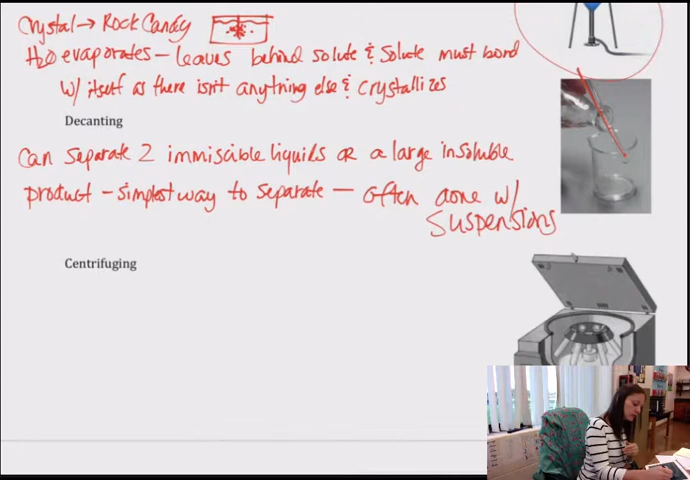 Crystal → Rock Candy
H2O evaporates - leaves behind solute & Solute must bond
w/ itself as there isn't anything else & crystallizes
Decanting
Can separate 2 immiscible liquids or a large insoluble
product - simplest way to separate - often done w/
suspensions
Centrifuging